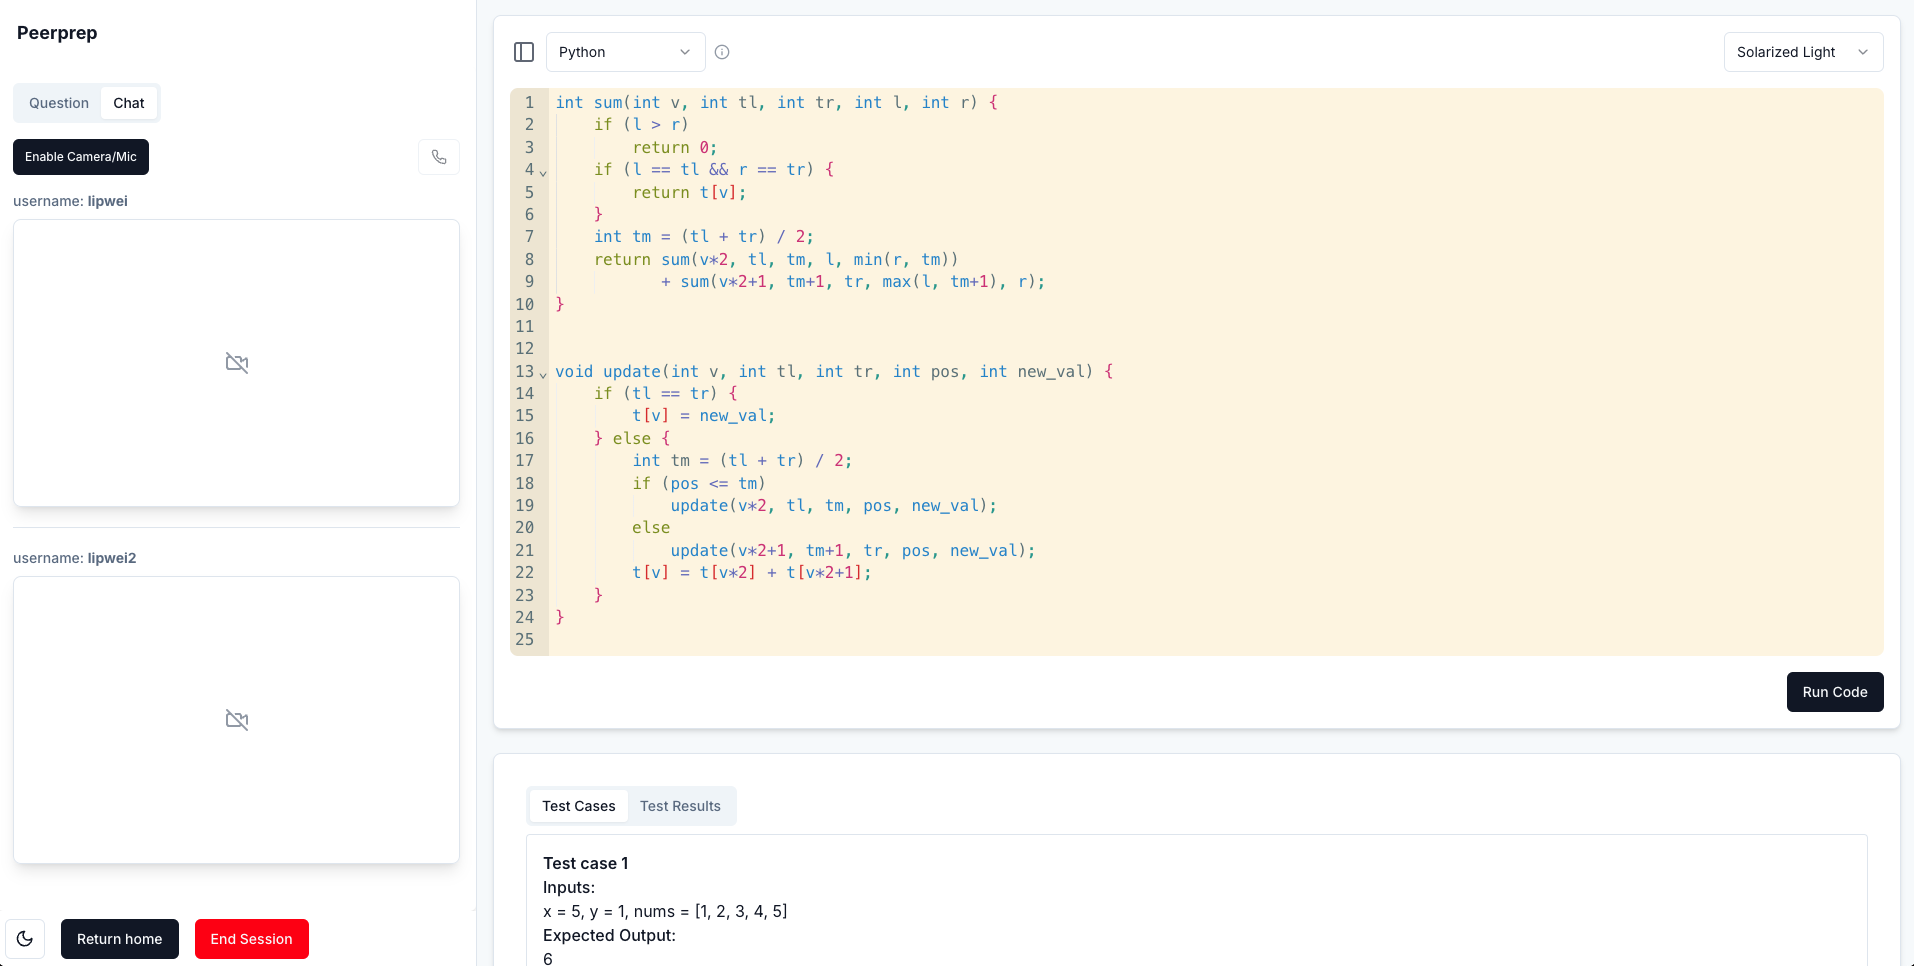 Peerprep
Question Chat
Enable Camera/Mic
username: lipwei
username: lipwei2
Return home End Session
Python
Solarized Light
1 int sum(int v, int tl, int tr, int l, int r) {
2     if (l > r)
3         return 0;
4     if (l == tl && r == tr) {
5         return t[v];
6     }
7     int tm = (tl + tr) / 2;
8     return sum(v*2, tl, tm, l, min(r, tm))
9            + sum(v*2+1, tm+1, tr, max(l, tm+1), r);
10 }
11
12
13 void update(int v, int tl, int tr, int pos, int new_val) {
14     if (tl == tr) {
15         t[v] = new_val;
16     } else {
17         int tm = (tl + tr) / 2;
18         if (pos <= tm)
19             update(v*2, tl, tm, pos, new_val);
20         else
21             update(v*2+1, tm+1, tr, pos, new_val);
22         t[v] = t[v*2] + t[v*2+1];
23     }
24 }
25
Run Code
Test Cases Test Results
Test case 1
Inputs:
x = 5, y = 1, nums = [1, 2, 3, 4, 5]
Expected Output:
6